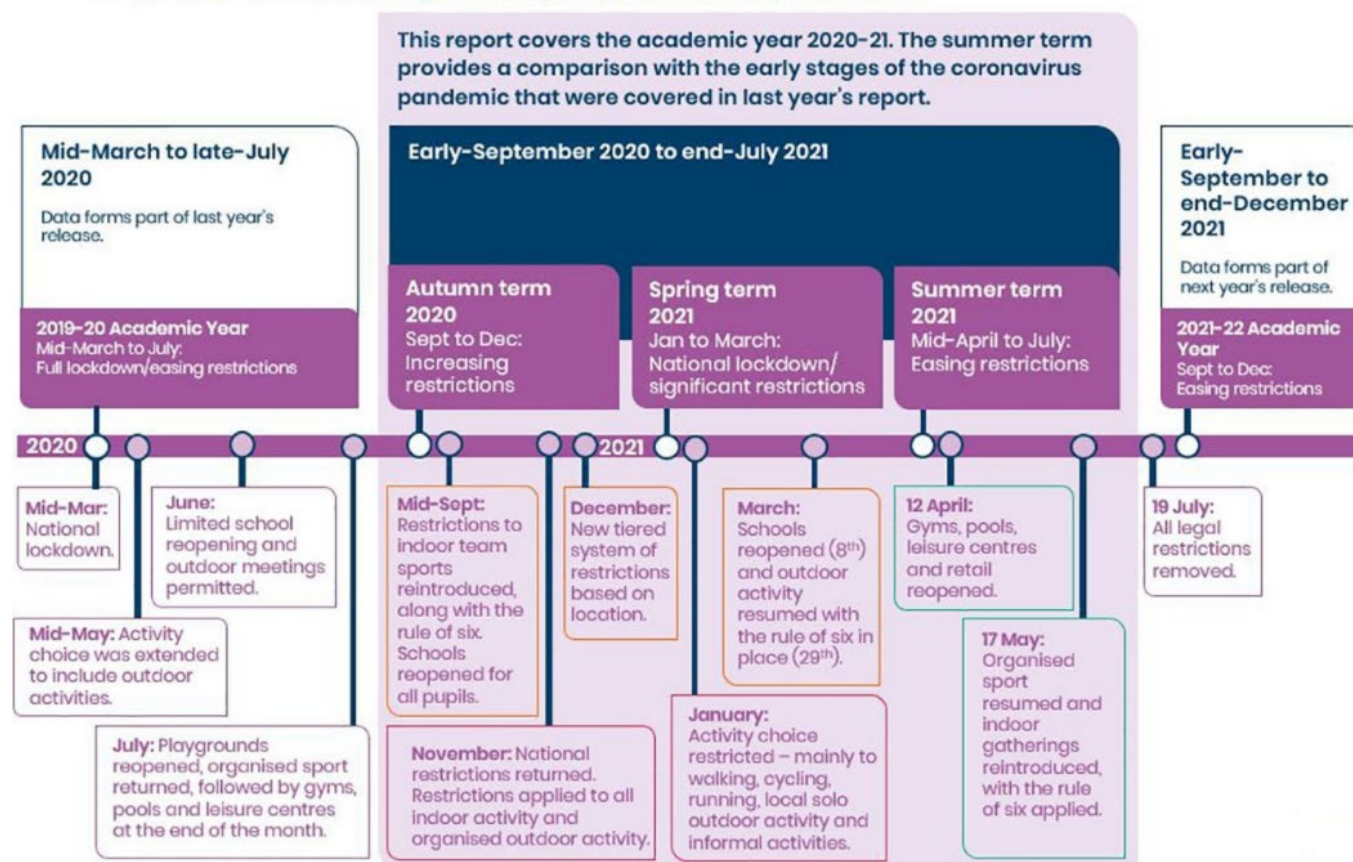 This report covers the academic year 2020-21. The summer term
provides a comparison with the early stages of the coronavirus
pandemic that were covered in last year's report.
Mid-March to late-July
2020
Data forms part of last year's
release.
2019-20 Academic Year
Mid-March to July:
Full lockdown/easing restrictions
Early-September 2020 to end-July 2021
Autumn term
2020
Sept to Dec:
Increasing
restrictions
Spring term
2021
Jan to March:
National lockdown/
significant restrictions
Summer term
2021
Mid-April to July:
Easing restrictions
Early-
September to
end-December
2021
Data forms part of
next year's release.
2021-22 Academic
Year
Sept to Dec:
Easing restrictions
2020
2021
Mid-Mar:
National
lockdown.
June:
Limited school
reopening and
outdoor meetings
permitted.
Mid-May: Activity
choice was extended
to include outdoor
activities.
July: Playgrounds
reopened, organised sport
returned, followed by gyms,
pools and leisure centres
at the end of the month.
Mid-Sept:
Restrictions to
indoor team
sports
reintroduced,
along with the
rule of six.
Schools
reopened for
all pupils.
November: National
restrictions returned.
Restrictions applied to all
indoor activity and
organised outdoor activity.
December:
New tiered
system of
restrictions
based on
location.
January:
Activity choice
restricted – mainly to
walking, cycling,
running, local solo
outdoor activity and
informal activities.
March:
Schools
reopened (8th)
and outdoor
activity
resumed with
the rule of six in
place (29th).
12 April:
Gyms, pools,
leisure centres
and retail
reopened.
17 May:
Organised
sport
resumed and
indoor
gatherings
reintroduced,
with the rule
of six applied.
19 July:
All legal
restrictions
removed.